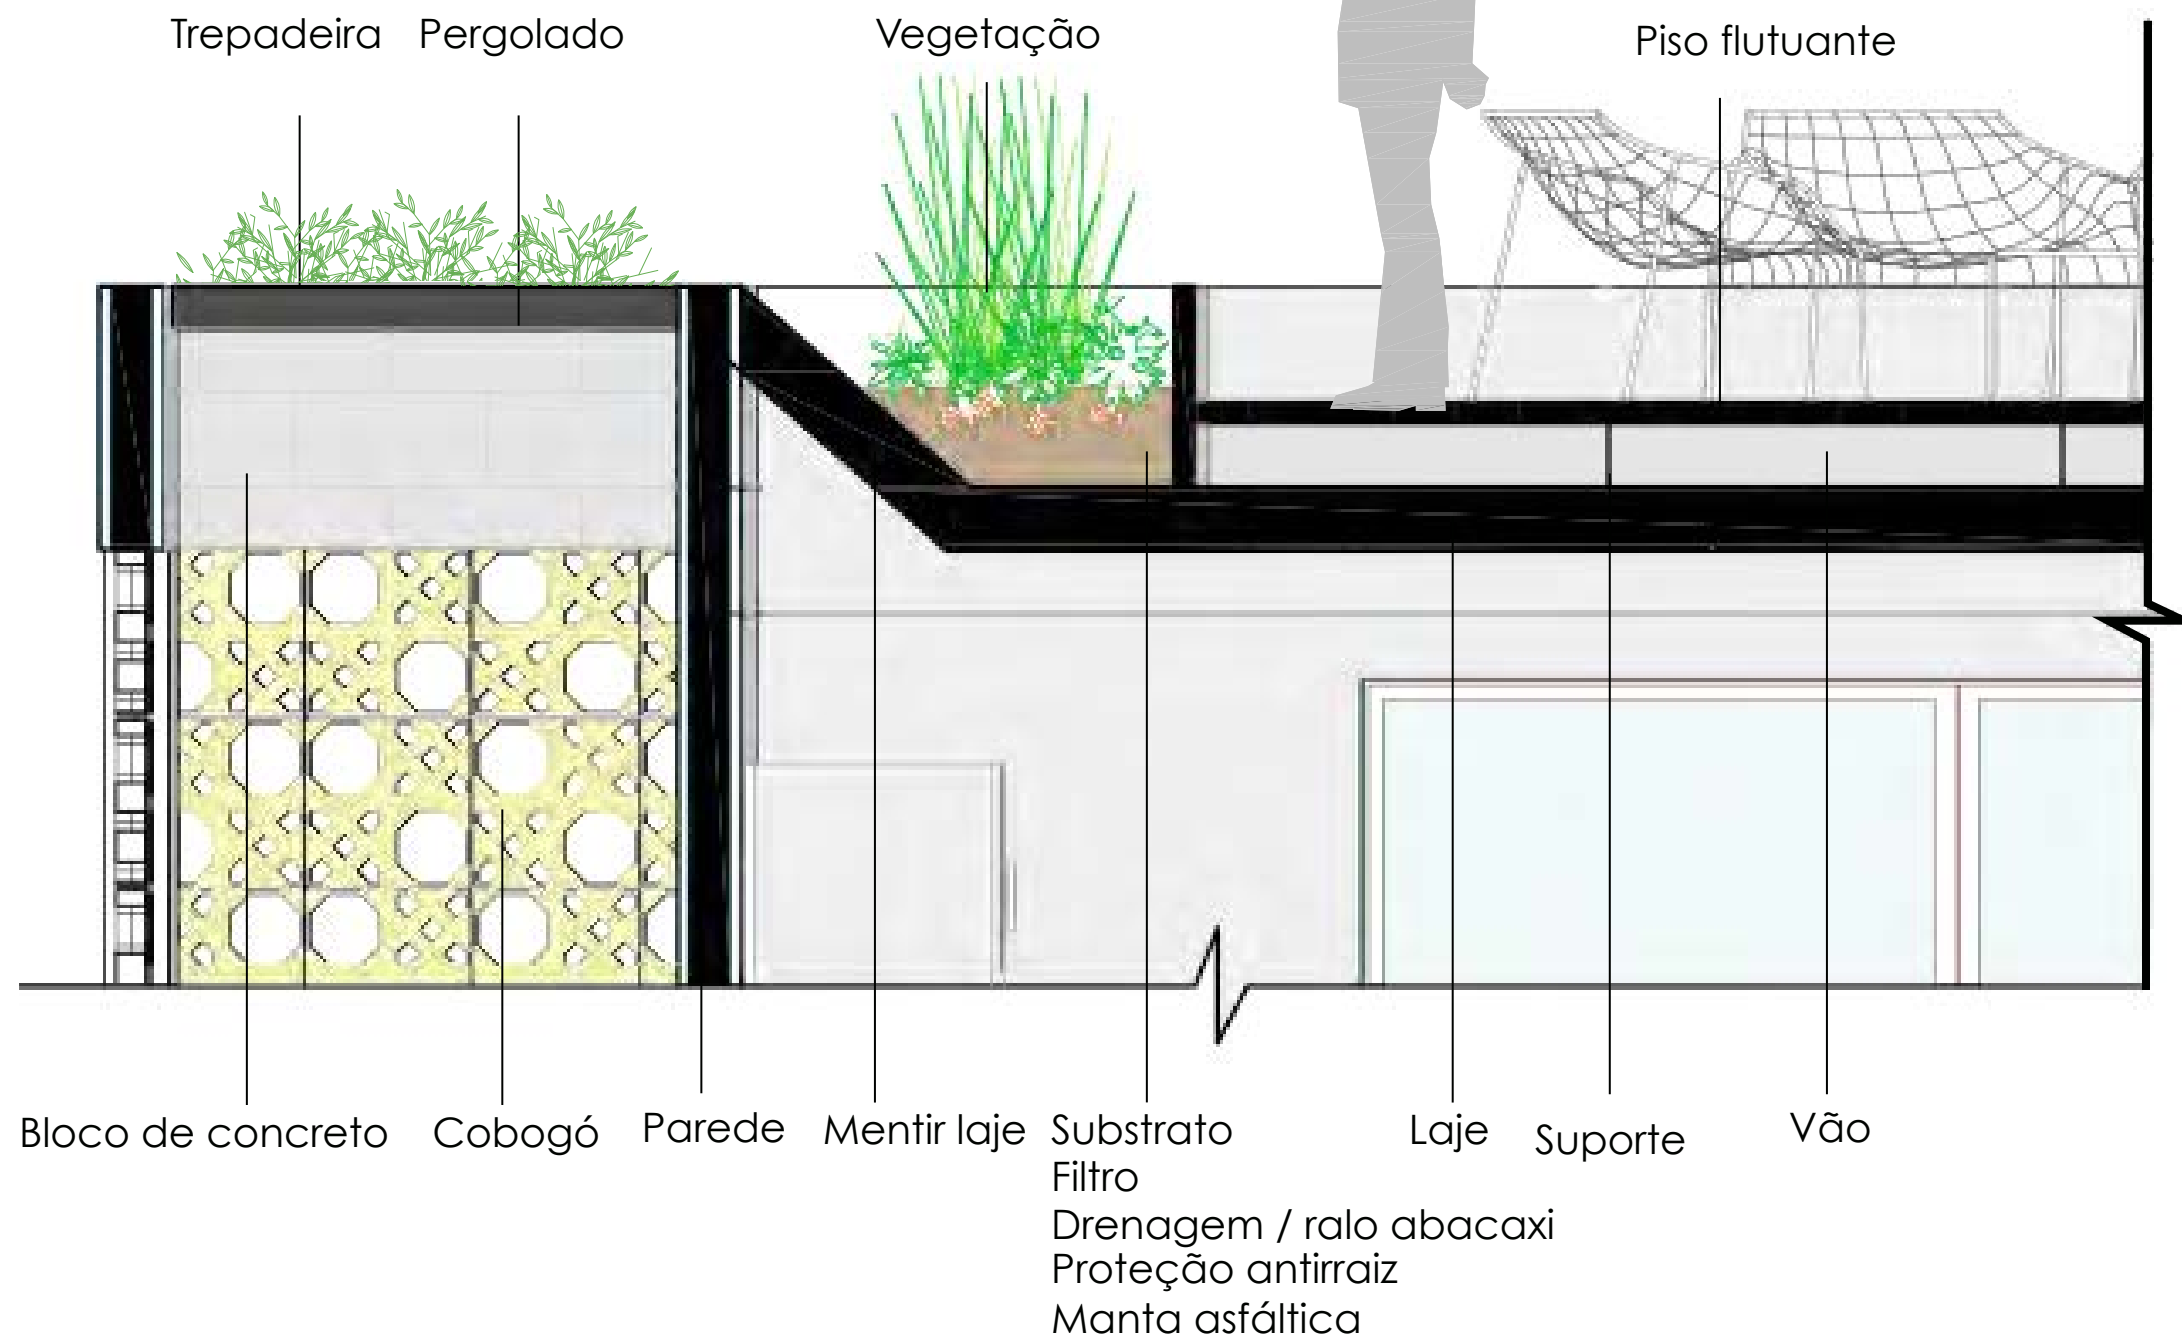 Trepadeira
Pergolado
Vegetação
Piso flutuante
Bloco de concreto
Cobogó
Parede
Mentir laje
Substrato
Filtro
Drenagem / ralo abacaxi
Proteção antirraiz
Manta asfáltica
Laje
Suporte
Vão